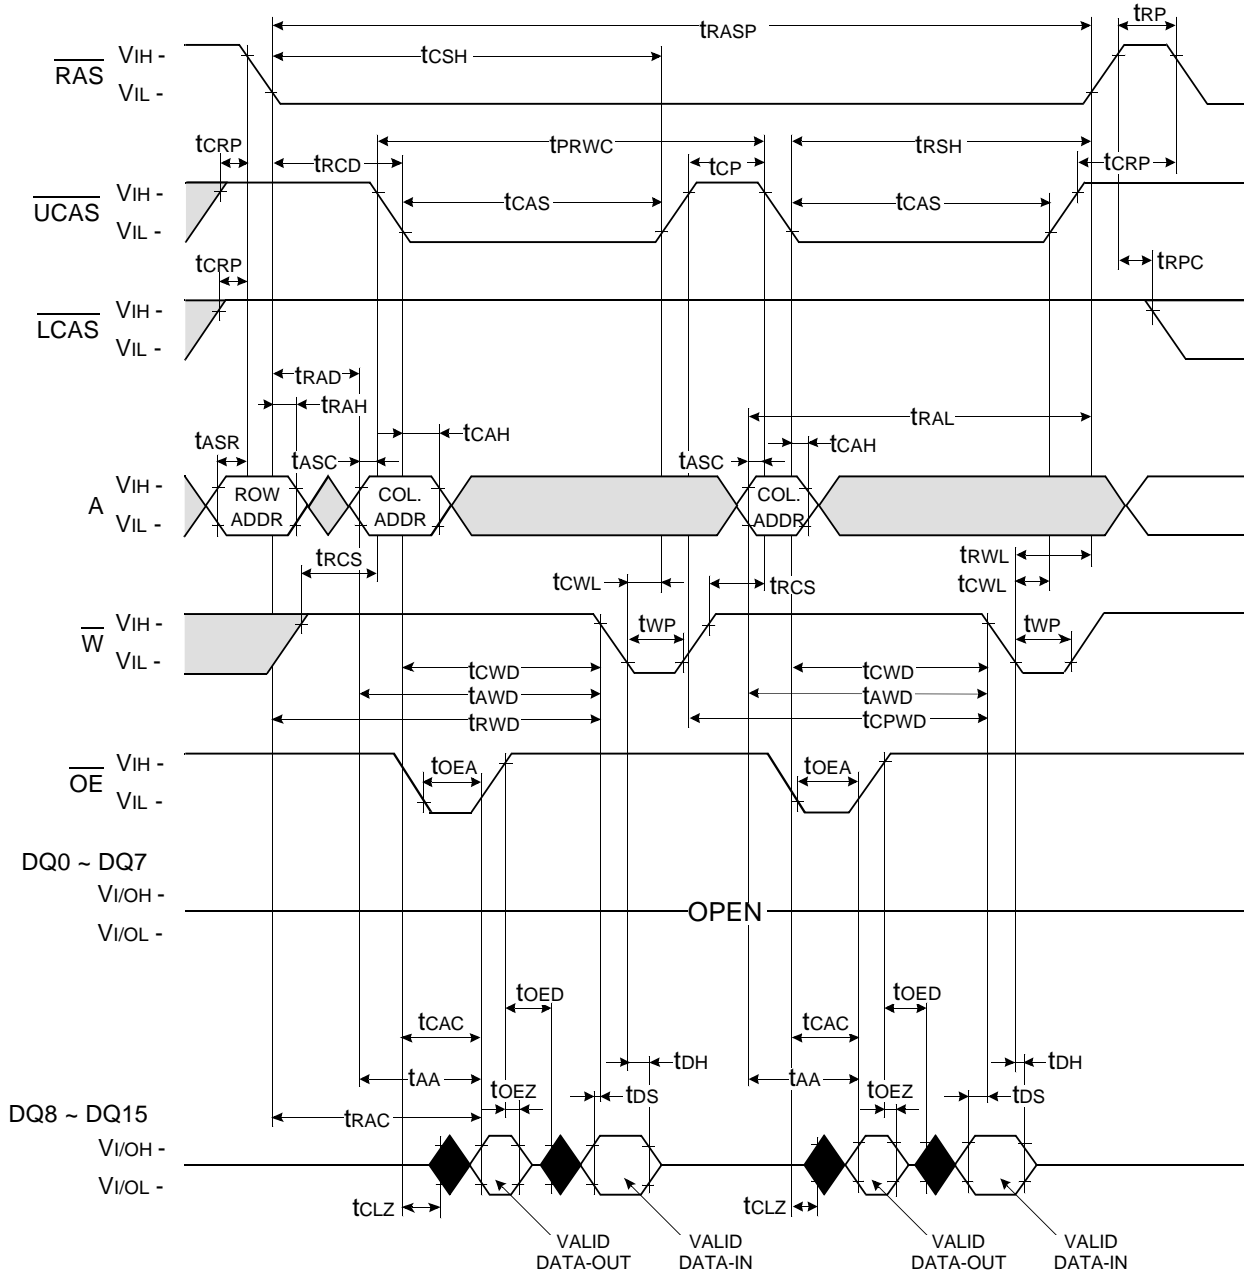 tRP
tRASP
VIH -
RAS
VIL -
tCSH
tCRP
tRCD
tPRWC
tCP
tRSH
tCRP
VIH -
UCAS
VIL -
tCAS
tCAS
tCRP
tRPC
VIH -
LCAS
VIL -
tRAD
tRAH
tRAL
tASR
tASC
tCAH
tASC
tCAH
VIH -
A
VIL -
ROW
ADDR
COL.
ADDR
COL.
ADDR
tRCS
tCWL
tRCS
tRWL
tCWL
VIH -
W
VIL -
tWP
tWP
tCWD
tCWD
tAWD
tAWD
tRWD
tCPWD
VIH -
OE
VIL -
tOEA
tOEA
DQ0 ~ DQ7
VI/OH -
OPEN
VI/OL -
tOED
tOED
tCAC
tCAC
tDH
tDH
tAA
tOEZ
tDS
tAA
tOEZ
tDS
DQ8 ~ DQ15
tRAC
VI/OH -
VI/OL -
tCLZ
tCLZ
VALID
DATA-OUT
VALID
DATA-IN
VALID
DATA-OUT
VALID
DATA-IN